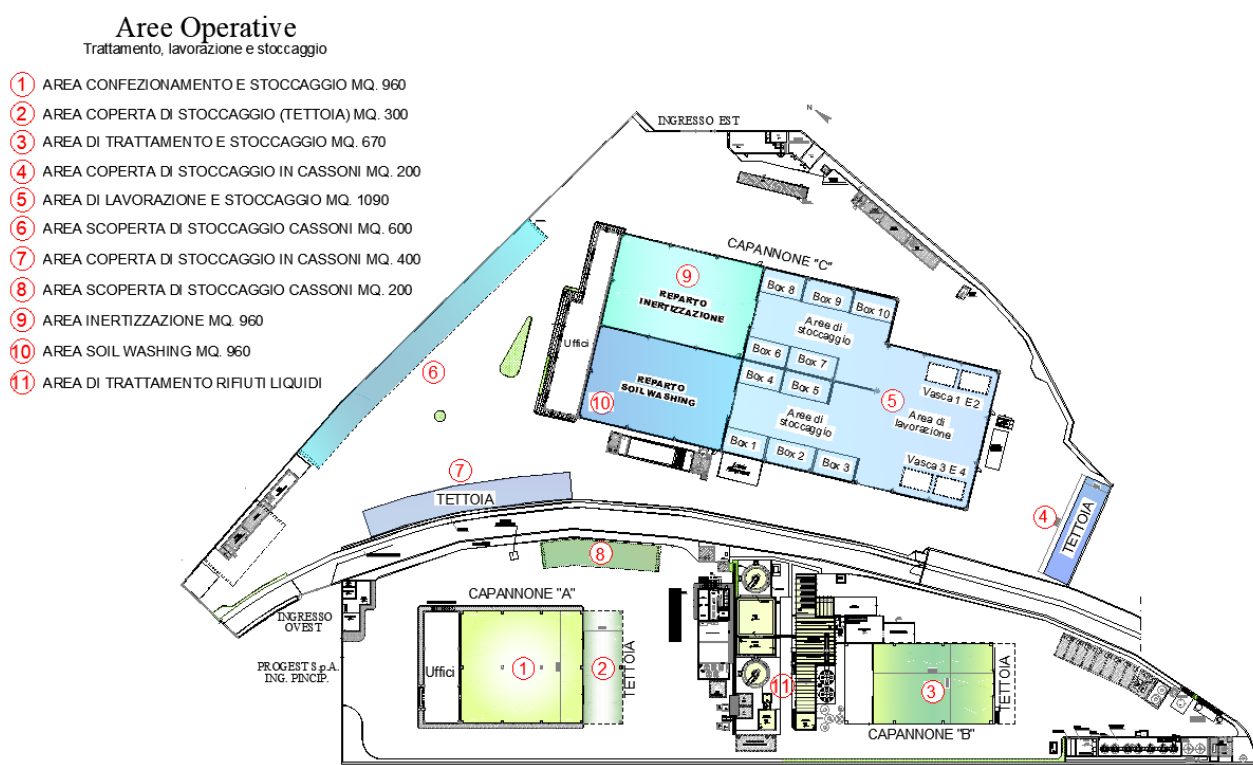 Aree Operative
Trattamento, lavorazione e stoccaggio
1 AREA CONFEZIONAMENTO E STOCCAGGIO MQ. 960
2 AREA COPERTA DI STOCCAGGIO (TETTOIA) MQ. 300
3 AREA DI TRATTAMENTO E STOCCAGGIO MQ. 670
4 AREA COPERTA DI STOCCAGGIO IN CASSONI MQ. 200
5 AREA DI LAVORAZIONE E STOCCAGGIO MQ. 1090
6 AREA SCOPERTA DI STOCCAGGIO CASSONI MQ. 600
7 AREA COPERTA DI STOCCAGGIO IN CASSONI MQ. 400
8 AREA SCOPERTA DI STOCCAGGIO CASSONI MQ. 200
9 AREA INERTIZZAZIONE MQ. 960
10 AREA SOIL WASHING MQ. 960
11 AREA DI TRATTAMENTO RIFIUTI LIQUIDI
N
INGRESSO EST
CAPANNONE "C"
9
REPARTO
INERTIZZAZIONE
Box 8
Box 9
Box 10
Aree di
stoccaggio
Uffici
Box 6
Box 7
Box 4
Box 5
REPARTO
SOIL WASHING
10
5
Vasca 1 E 2
Area di
lavorazione
Aree di
stoccaggio
Box 1
Box 2
Box 3
Vasca 3 E 4
6
7
TETTOIA
4
TETTOIA
8
INGRESSO
OVEST
CAPANNONE "A"
PROGEST S.p.A.
ING. PINCIP.
Uffici
1
2
TETTOIA
11
3
TETTOIA
CAPANNONE "B"